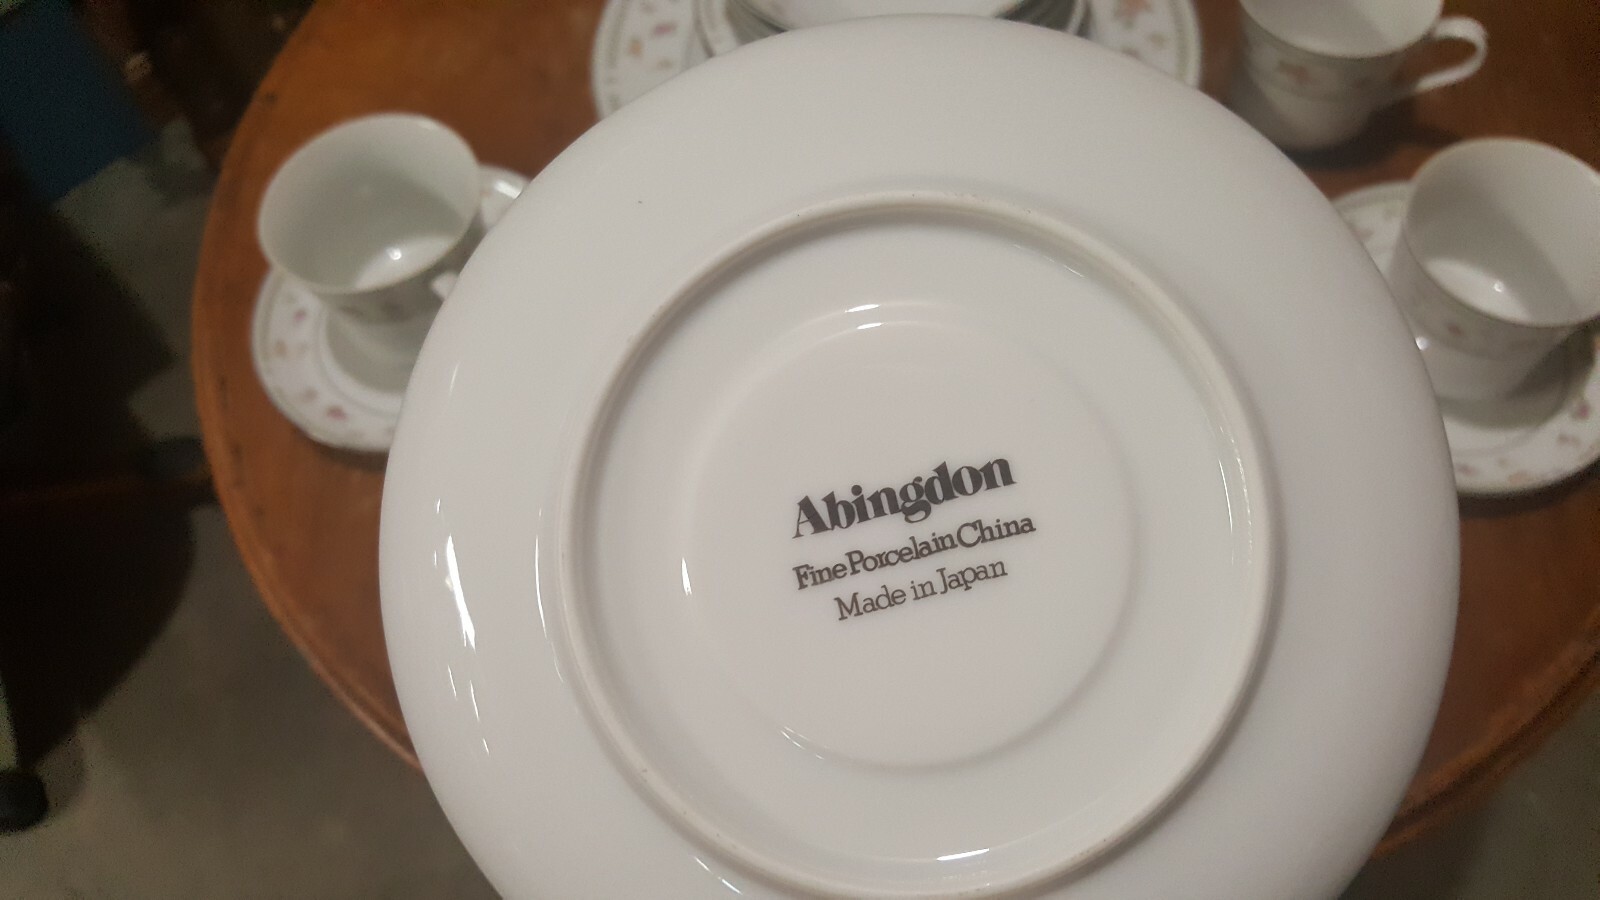 Abingdon
Fine Porcelain China
Made in Japan